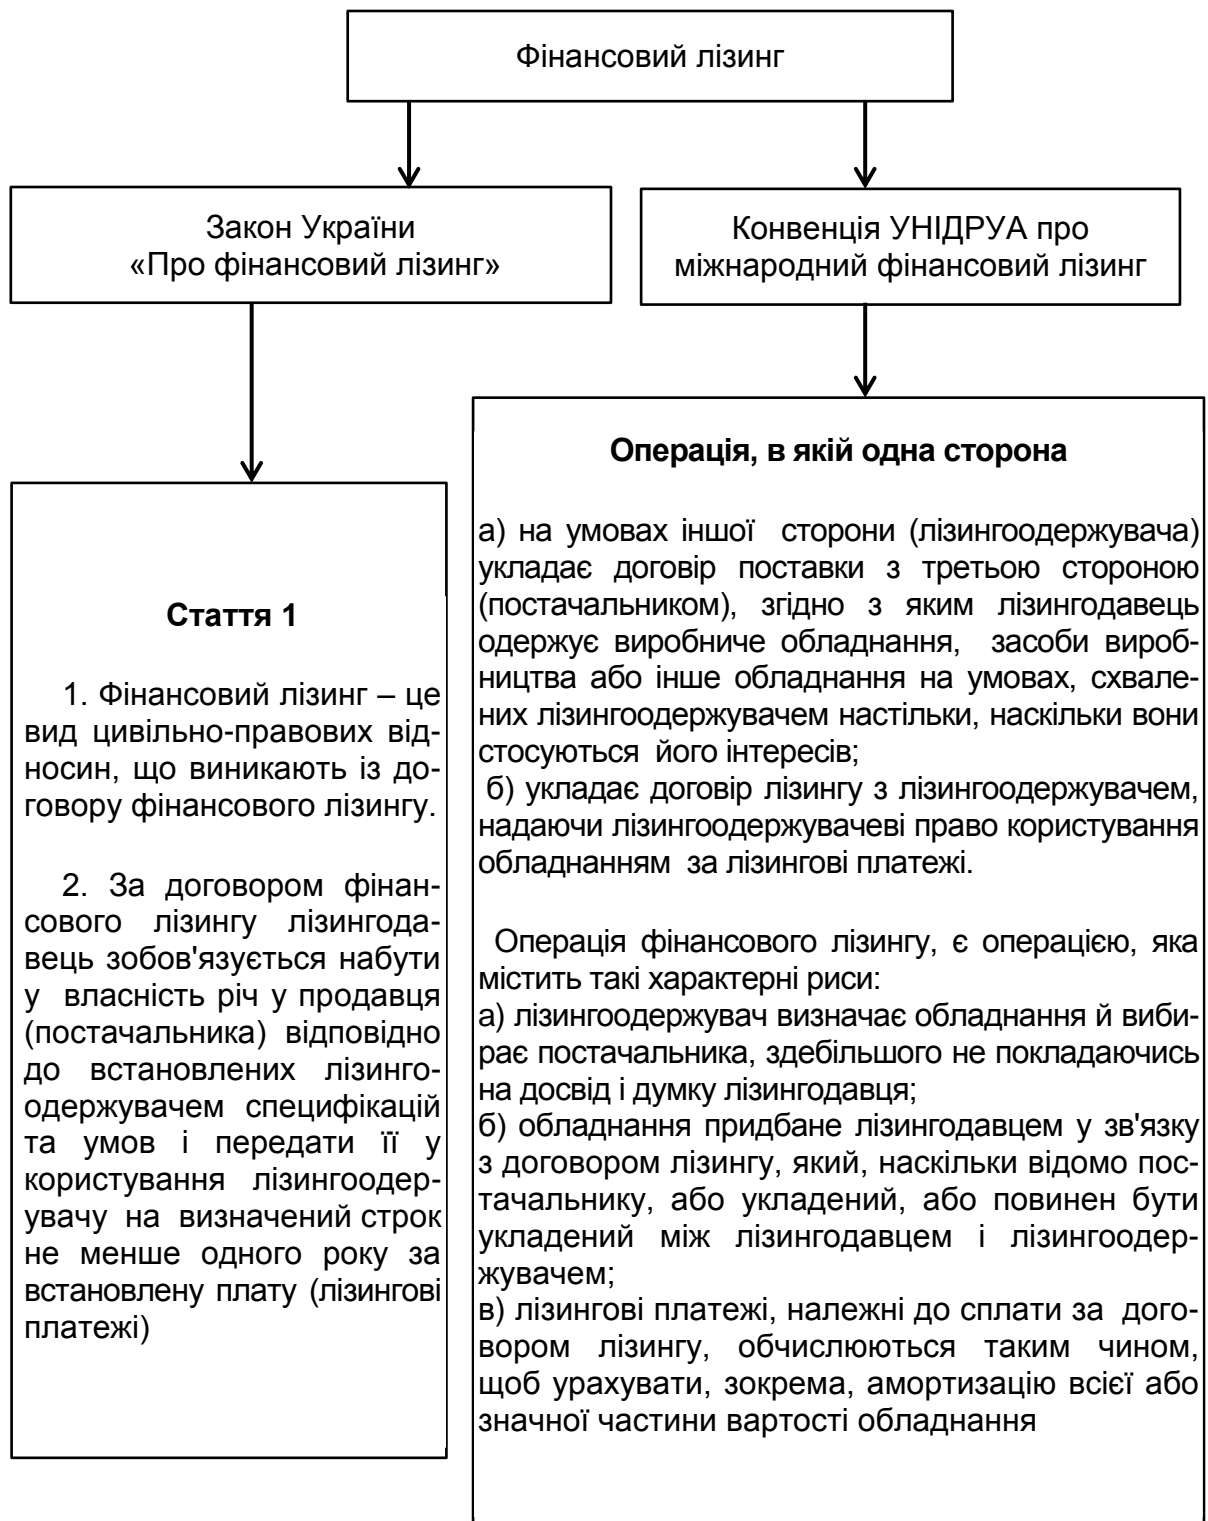 Фінансовий лізинг
Закон України
«Про фінансовий лізинг»
Конвенція УНІДРУА про
міжнародний фінансовий лізинг
Стаття 1
1. Фінансовий лізинг – це
вид цивільно-правових від-
носин, що виникають із до-
говору фінансового лізингу.
2. За договором фінан-
сового лізингу лізингода-
вець зобов'язується набути
у власність річ у продавця
(постачальника) відповідно
до встановлених лізинго-
одержувачем специфікацій
та умов і передати її у
користування лізингоодер-
увачу на визначений строк
не менше одного року за
встановлену плату (лізингові
платежі)
Операція, в якій одна сторона
а) на умовах іншої сторони (лізингоодержувача)
укладає договір поставки з третьою стороною
(постачальником), згідно з яким лізингодавець
одержує виробниче обладнання, засоби вироб-
ництва або інше обладнання на умовах, схвале-
них лізингоодержувачем настільки, наскільки вони
стосуються його інтересів;
б) укладає договір лізингу з лізингоодержувачем,
надаючи лізингоодержувачеві право користування
обладнанням за лізингові платежі.
Операція фінансового лізингу, є операцією, яка
містить такі характерні риси:
а) лізингоодержувач визначає обладнання й виби-
рає постачальника, здебільшого не покладаючись
на досвід і думку лізингодавця;
б) обладнання придбане лізингодавцем у зв'язку
з договором лізингу, який, наскільки відомо пос-
тачальнику, або укладений, або повинен бути
укладений між лізингодавцем і лізингоодер-
жувачем;
в) лізингові платежі, належні до сплати за дого-
вором лізингу, обчислюються таким чином,
щоб урахувати, зокрема, амортизацію всієї або
значної частини вартості обладнання